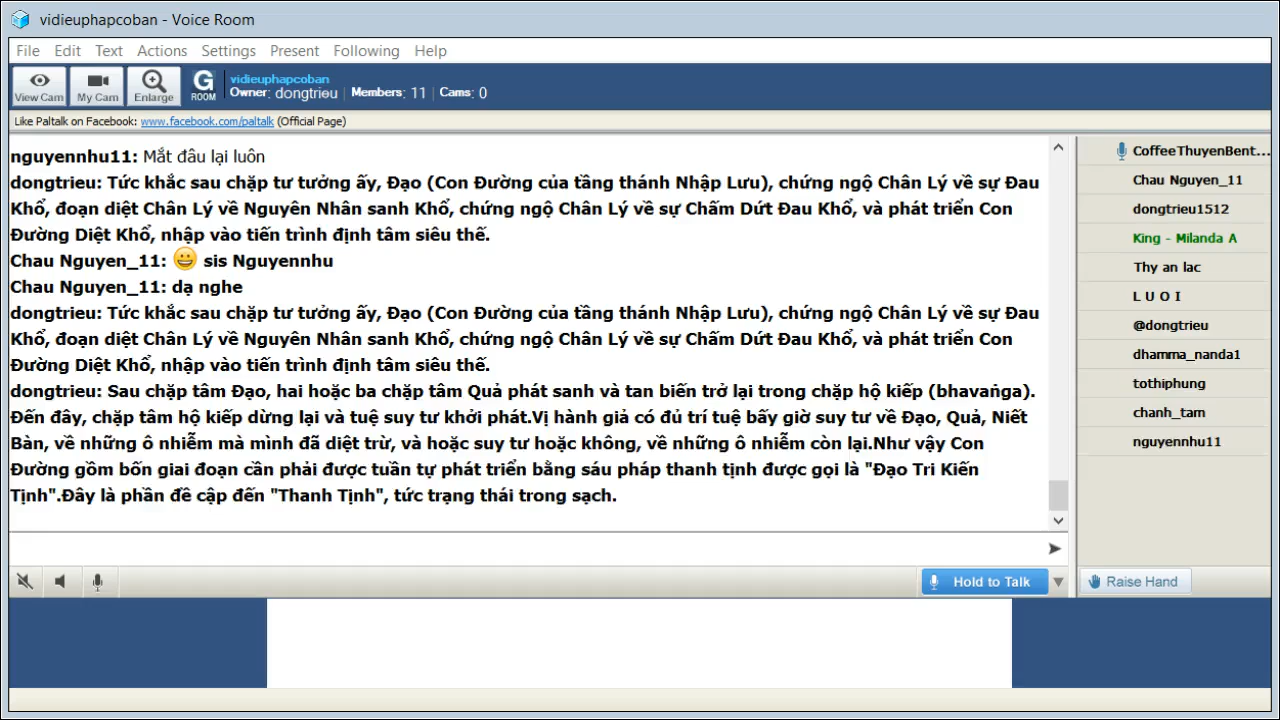 vidieuphapcoban - Voice Room
File Edit Text Actions Settings Present Following Help
View Cam My Cam Enlarge G ROOM vidieuphapcoban
Owner: dongtrieu | Members: 11 | Cams: 0
Like Paltalk on Facebook: www.facebook.com/paltalk (Official Page)
nguyennhu11: Mắt đâu lại luôn
dongtrieu: Tức khắc sau chặp tư tưởng ấy, Đạo (Con Đường của tầng thánh Nhập Lưu), chứng ngộ Chân Lý về sự Đau
Khổ, đoạn diệt Chân Lý về Nguyên Nhân sanh Khổ, chứng ngộ Chân Lý về sự Chấm Dứt Đau Khổ, và phát triển Con
Đường Diệt Khổ, nhập vào tiến trình định tâm siêu thế.
Chau Nguyen_11: 😀 sis Nguyennhu
Chau Nguyen_11: dạ nghe
dongtrieu: Tức khắc sau chặp tư tưởng ấy, Đạo (Con Đường của tầng thánh Nhập Lưu), chứng ngộ Chân Lý về sự Đau
Khổ, đoạn diệt Chân Lý về Nguyên Nhân sanh Khổ, chứng ngộ Chân Lý về sự Chấm Dứt Đau Khổ, và phát triển Con
Đường Diệt Khổ, nhập vào tiến trình định tâm siêu thế.
dongtrieu: Sau chặp tâm Đạo, hai hoặc ba chặp tâm Quả phát sanh và tan biến trở lại trong chặp hộ kiếp (bhavaṅga).
Đến đây, chặp tâm hộ kiếp dừng lại và tuệ suy tư khởi phát.Vị hành giả có đủ trí tuệ bấy giờ suy tư về Đạo, Quả, Niết
Bàn, về những ô nhiễm mà mình đã diệt trừ, và hoặc suy tư hoặc không, về những ô nhiễm còn lại.Như vậy Con
Đường gồm bốn giai đoạn cần phải được tuần tự phát triển bằng sáu pháp thanh tịnh được gọi là "Đạo Tri Kiến
Tịnh".Đây là phần đề cập đến "Thanh Tịnh", tức trạng thái trong sạch.
CoffeeThuyenBent...
Chau Nguyen_11
dongtrieu1512
King - Milanda A
Thy an lac
L U O I
@dongtrieu
dhamma_nanda1
tothiphung
chanh_tam
nguyennhu11
Hold to Talk
Raise Hand